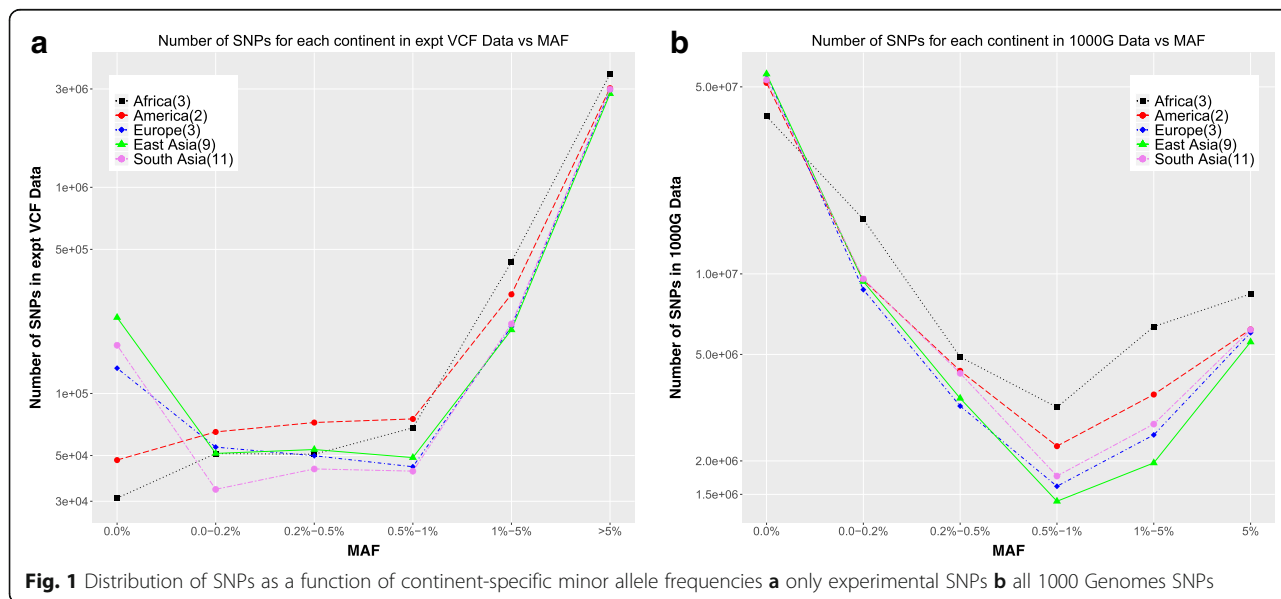 a
Number of SNPs for each continent in expt VCF Data vs MAF
Number of SNPs in expt VCF Data
3e+06
1e+06
5e+05
1e+05
5e+04
3e+04
Africa(3)
America(2)
Europe(3)
East Asia(9)
South Asia(11)
0.0%
0.0-0.2%
0.2%-0.5%
0.5%-1%
1%-5%
>5%
MAF
b
Number of SNPs for each continent in 1000G Data vs MAF
Number of SNPs in 1000G Data
5.0e+07
1.0e+07
5.0e+06
2.0e+06
1.5e+06
Africa(3)
America(2)
Europe(3)
East Asia(9)
South Asia(11)
0.0%
0.0-0.2%
0.2%-0.5%
0.5%-1%
1%-5%
5%
MAF
Fig. 1 Distribution of SNPs as a function of continent-specific minor allele frequencies a only experimental SNPs b all 1000 Genomes SNPs